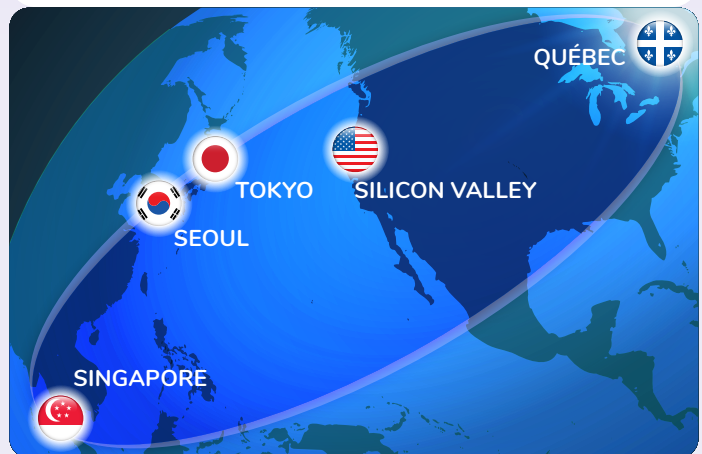 QUÉBEC
TOKYO
SILICON VALLEY
SEOUL
SINGAPORE